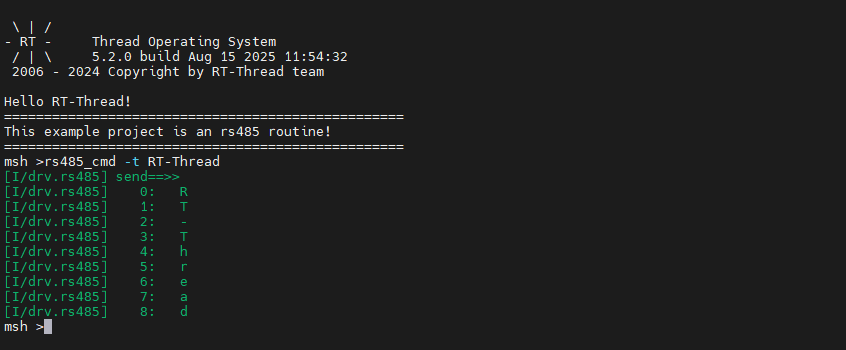 \ | /
- RT -     Thread Operating System
 / | \     5.2.0 build Aug 15 2025 11:54:32
 2006 - 2024 Copyright by RT-Thread team

Hello RT-Thread!
==================================================
This example project is an rs485 routine!
==================================================
msh >rs485_cmd -t RT-Thread
[I/drv.rs485] send==>>
[I/drv.rs485]    0:   R
[I/drv.rs485]    1:   T
[I/drv.rs485]    2:   -
[I/drv.rs485]    3:   T
[I/drv.rs485]    4:   h
[I/drv.rs485]    5:   r
[I/drv.rs485]    6:   e
[I/drv.rs485]    7:   a
[I/drv.rs485]    8:   d
msh >